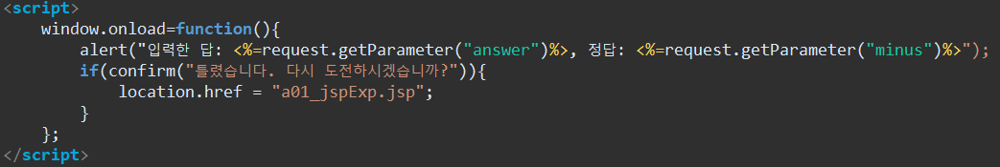 <script>
window.onload=function(){
alert("입력한 답: <%=request.getParameter("answer")%>, 정답: <%=request.getParameter("minus")%>");
if(confirm("틀렸습니다. 다시 도전하시겠습니까?")){
location.href = "a01_jspExp.jsp";
}
};
</script>